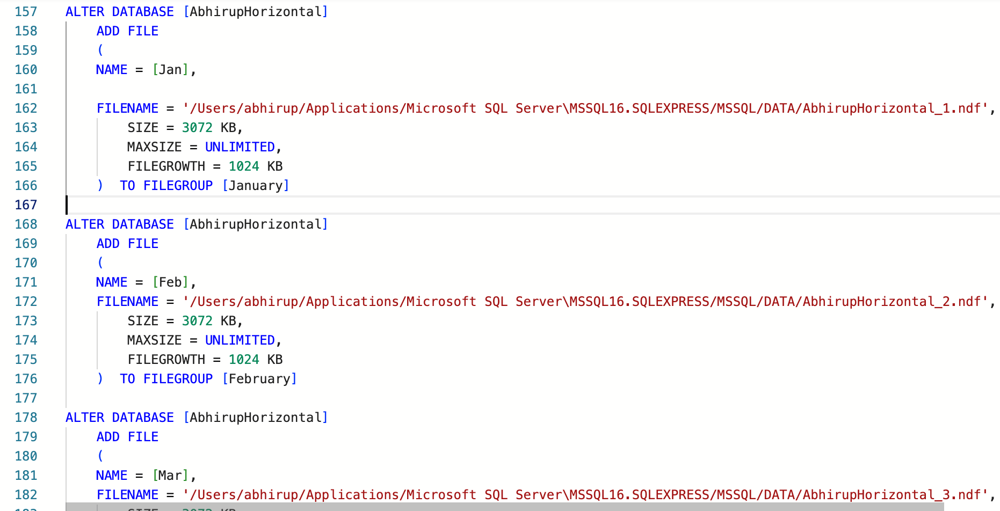 157 ALTER DATABASE [AbhirupHorizontal]
158 ADD FILE
159 (
160 NAME = [Jan],
161
162 FILENAME = '/Users/abhirup/Applications/Microsoft SQL Server\MSSQL16.SQLEXPRESS/MSSQL/DATA/AbhirupHorizontal_1.ndf',
163 SIZE = 3072 KB,
164 MAXSIZE = UNLIMITED,
165 FILEGROWTH = 1024 KB
166 ) TO FILEGROUP [January]
167
168 ALTER DATABASE [AbhirupHorizontal]
169 ADD FILE
170 (
171 NAME = [Feb],
172 FILENAME = '/Users/abhirup/Applications/Microsoft SQL Server\MSSQL16.SQLEXPRESS/MSSQL/DATA/AbhirupHorizontal_2.ndf',
173 SIZE = 3072 KB,
174 MAXSIZE = UNLIMITED,
175 FILEGROWTH = 1024 KB
176 ) TO FILEGROUP [February]
177
178 ALTER DATABASE [AbhirupHorizontal]
179 ADD FILE
180 (
181 NAME = [Mar],
182 FILENAME = '/Users/abhirup/Applications/Microsoft SQL Server\MSSQL16.SQLEXPRESS/MSSQL/DATA/AbhirupHorizontal_3.ndf',